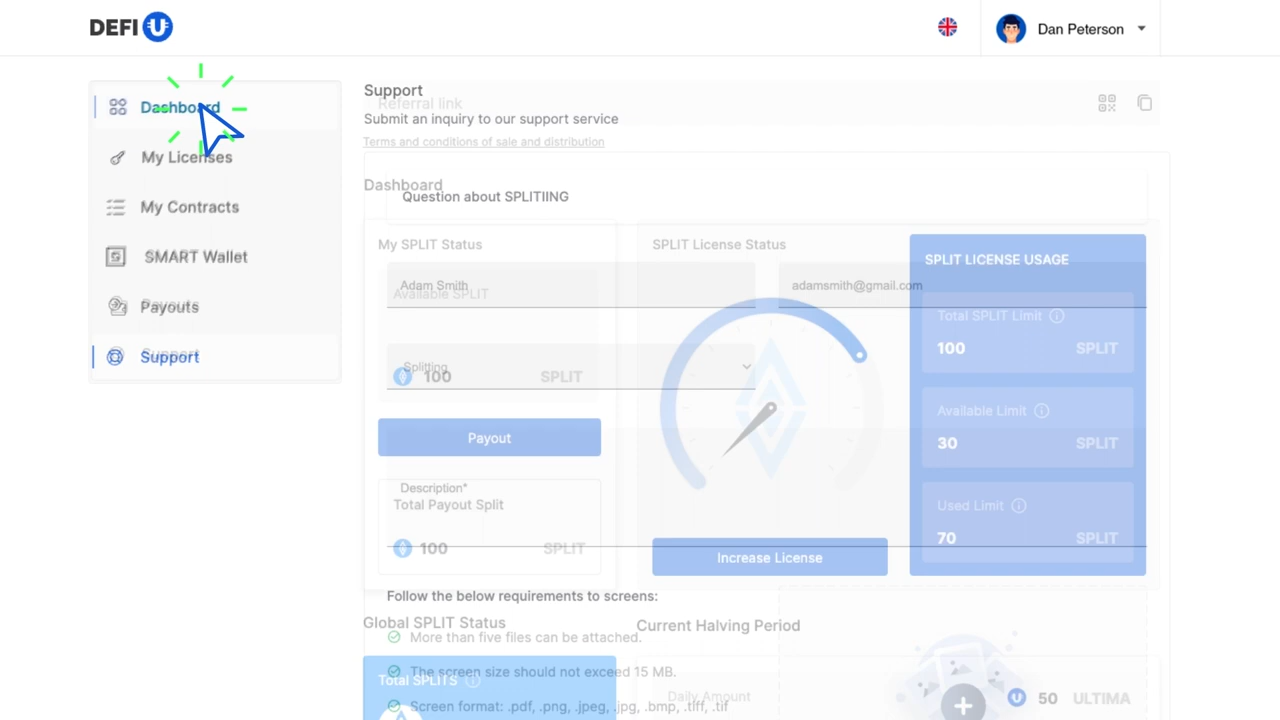 DEFI U
Dan Peterson
Dashboard
My Licenses
My Contracts
SMART Wallet
Payouts
Support
Support
Referral link
Submit an inquiry to our support service
Terms and conditions of sale and distribution
Dashboard
Question about SPLITIING
My SPLIT Status
SPLIT License Status
SPLIT LICENSE USAGE
Adam Smith
adamsmith@gmail.com
Available SPLIT
Total SPLIT Limit
100 SPLIT
Splitting
100 SPLIT
Available Limit
30 SPLIT
Payout
Description*
Total Payout Split
100 SPLIT
Used Limit
70 SPLIT
Increase License
Follow the below requirements to screens:
Global SPLIT Status
Current Halving Period
More than five files can be attached.
The screen size should not exceed 15 MB.
Total SPLITS
Daily Amount
50 ULTIMA
Screen format: .pdf, .png, .jpeg, .jpg, .bmp, .tiff, .tif